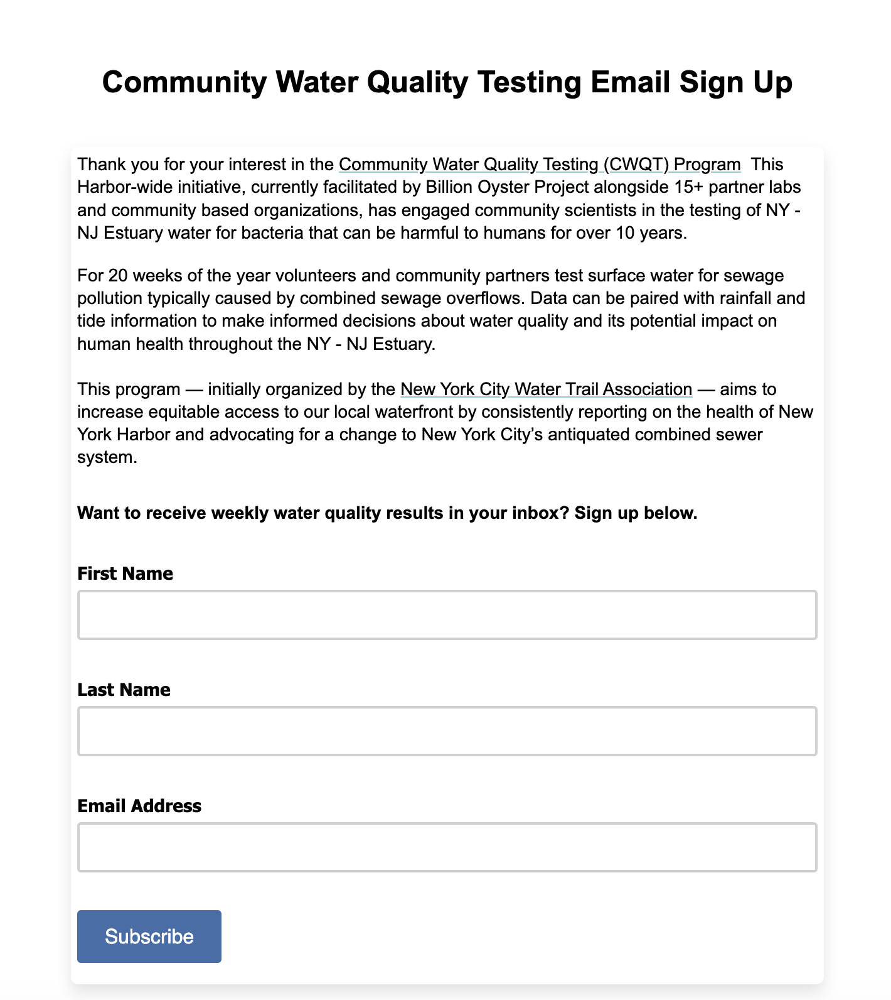 Community Water Quality Testing Email Sign Up
Thank you for your interest in the Community Water Quality Testing (CWQT) Program  This
Harbor-wide initiative, currently facilitated by Billion Oyster Project alongside 15+ partner labs
and community based organizations, has engaged community scientists in the testing of NY -
NJ Estuary water for bacteria that can be harmful to humans for over 10 years.
For 20 weeks of the year volunteers and community partners test surface water for sewage
pollution typically caused by combined sewage overflows. Data can be paired with rainfall and
tide information to make informed decisions about water quality and its potential impact on
human health throughout the NY - NJ Estuary.
This program — initially organized by the New York City Water Trail Association — aims to
increase equitable access to our local waterfront by consistently reporting on the health of New
York Harbor and advocating for a change to New York City’s antiquated combined sewer
system.
Want to receive weekly water quality results in your inbox? Sign up below.
First Name
Last Name
Email Address
Subscribe